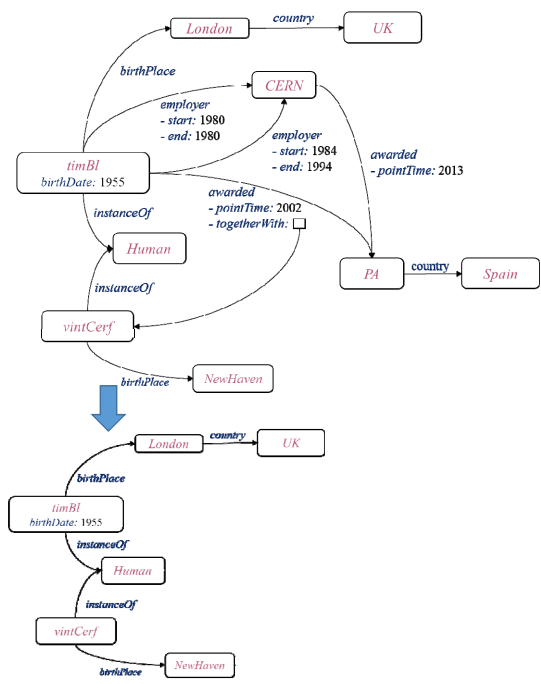 London
country
UK
birthPlace
CERN
employer
- start: 1980
- end: 1980
employer
- start: 1984
- end: 1994
awarded
- pointTime: 2013
timBl
birthDate: 1955
awarded
- pointTime: 2002
- togetherWith:
instanceOf
Human
PA
country
Spain
instanceOf
vintCerf
birthPlace
NewHaven
London
country
UK
birthPlace
timBl
birthDate: 1955
instanceOf
Human
instanceOf
vintCerf
birthPlace
NewHaven